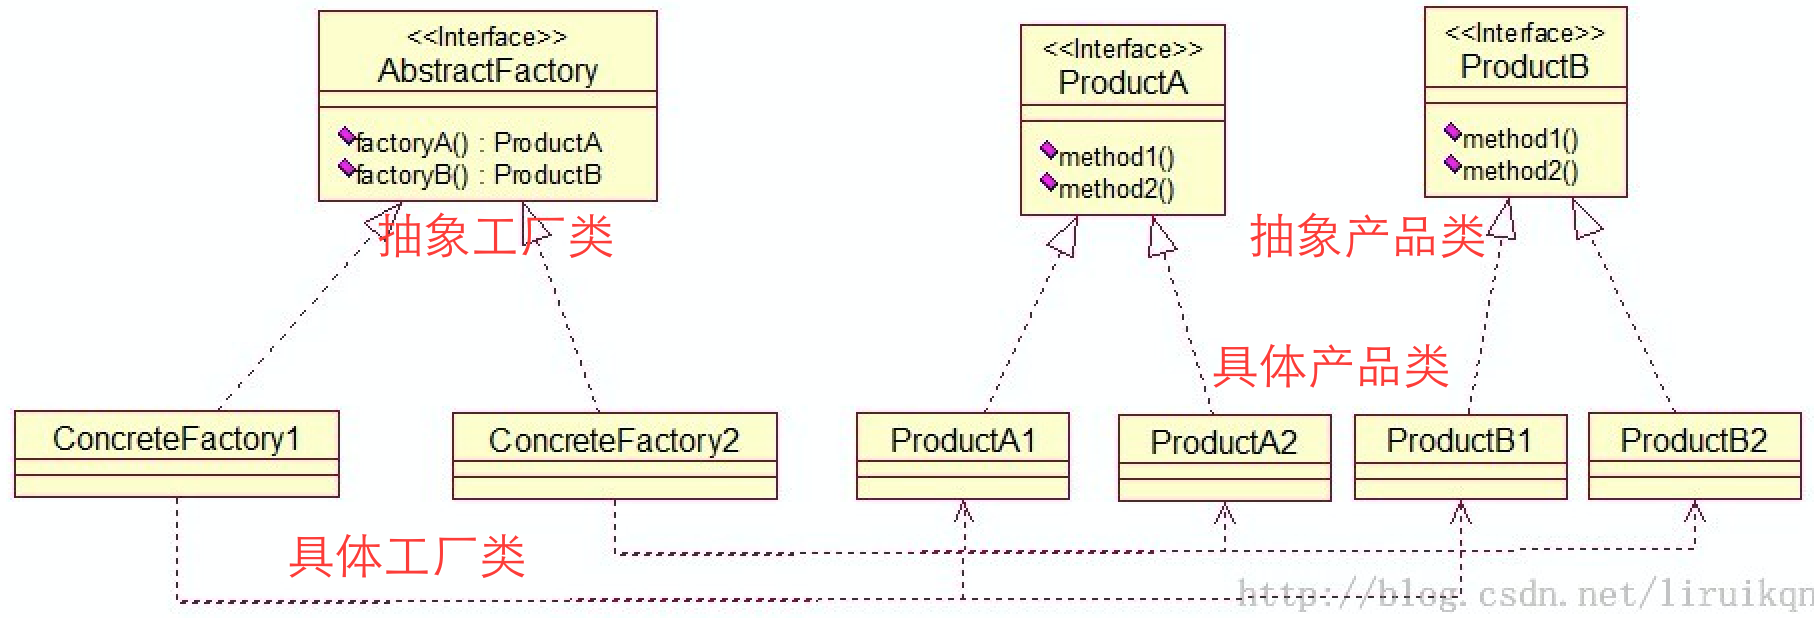 <<Interface>>
AbstractFactory
factoryA() : ProductA
factoryB() : ProductB
<<Interface>>
ProductA
method1()
method2()
<<Interface>>
ProductB
method1()
method2()
抽象工厂类
抽象产品类
具体产品类
ConcreteFactory1
ConcreteFactory2
ProductA1
ProductA2
ProductB1
ProductB2
具体工厂类
http://blog.csdn.net/liruikqn